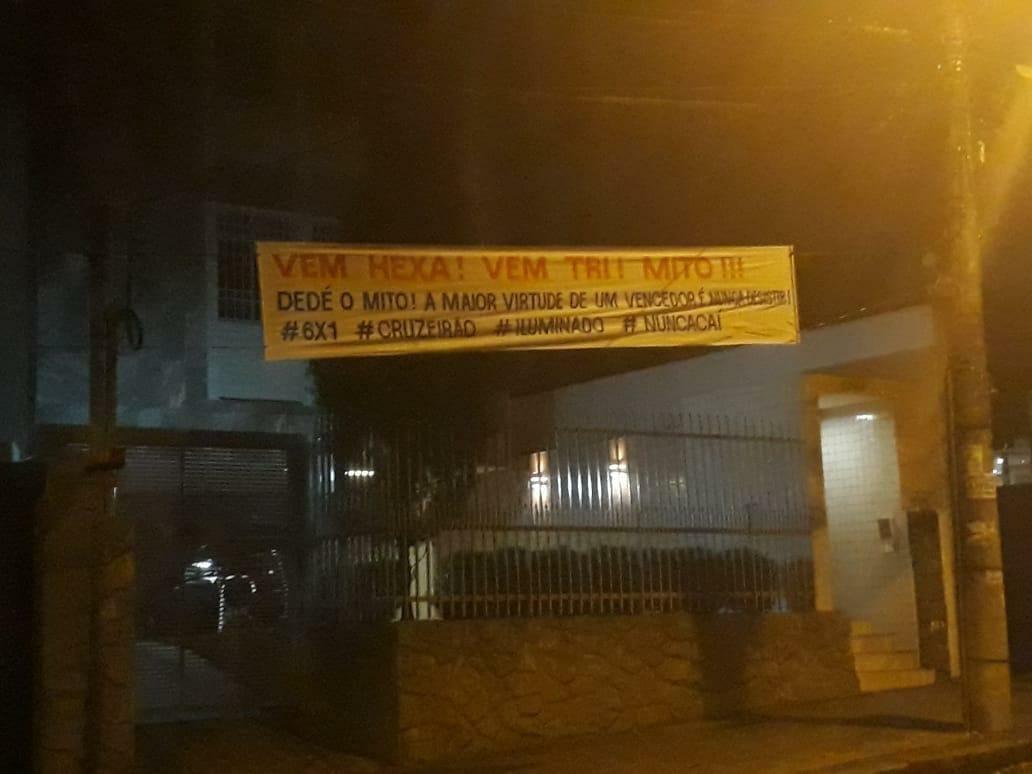 VEM HEXA! VEM TRI! MITO!!!
DEDÉ O MITO! A MAIOR VIRTUDE DE UM VENCEDOR É NUNCA DESISTIR!
#6X1 #CRUZEIRÃO #ILUMINADO #NUNCACAÍ